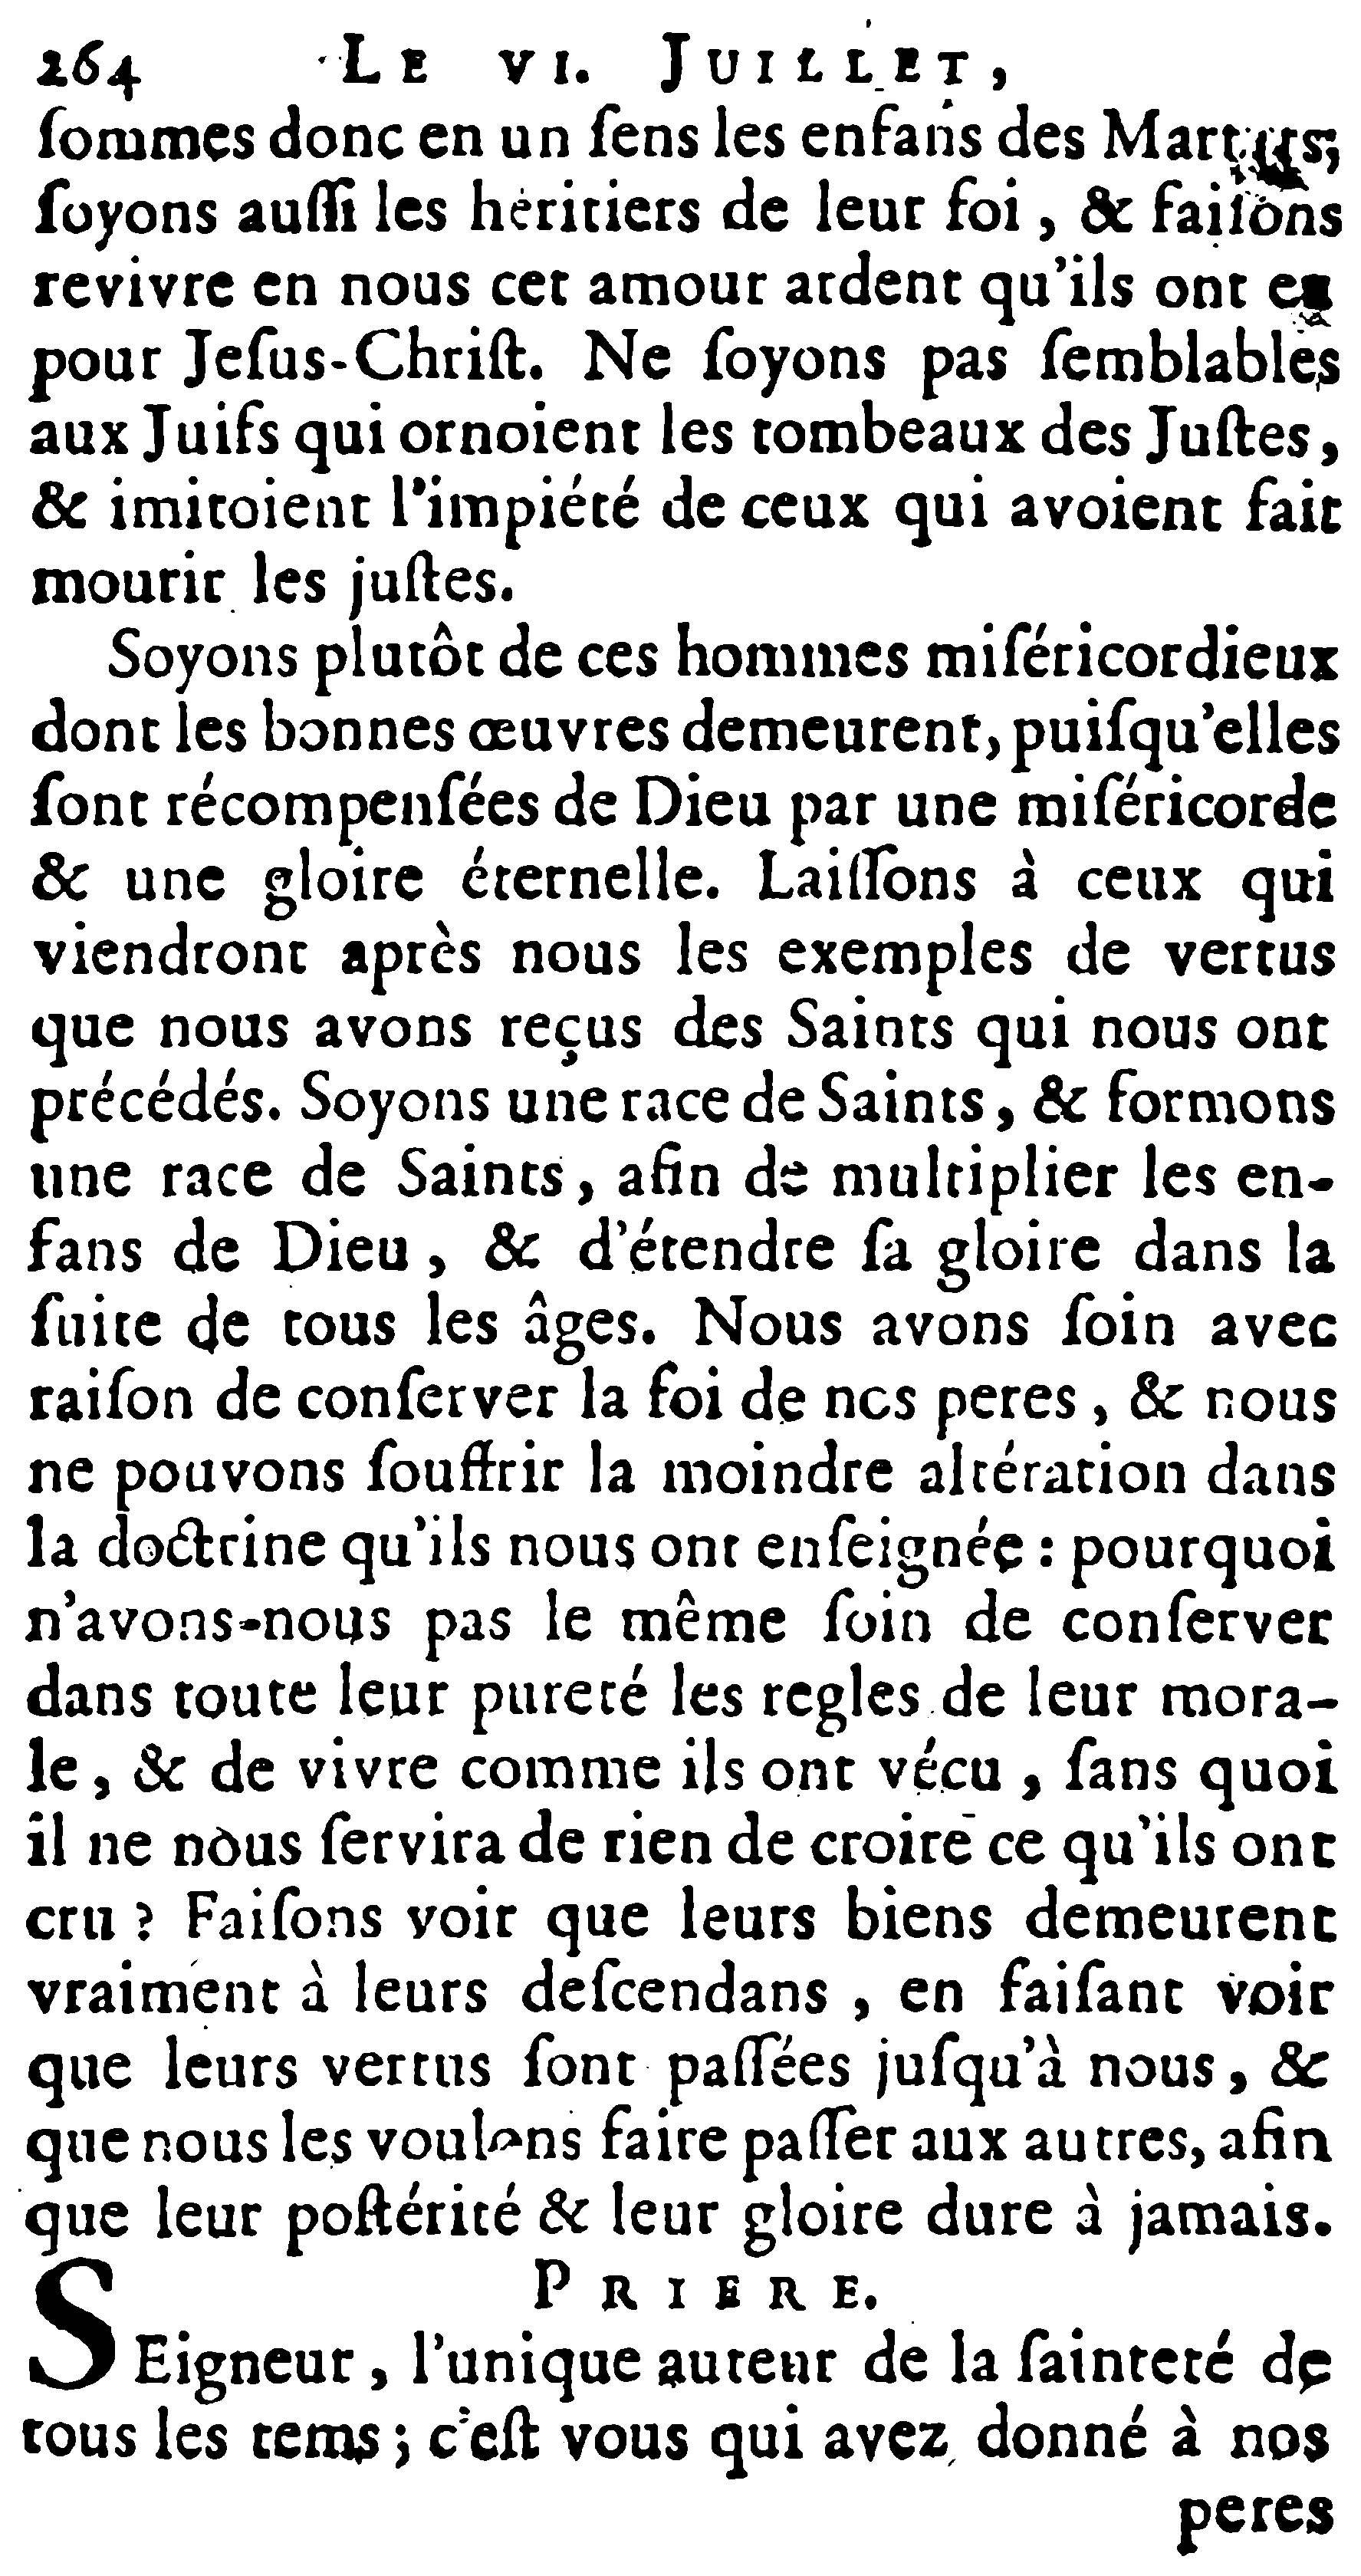 264 LE VI. JUILLET,
ſommes donc en un ſens les enfans des Martyrs;
ſoyons auſſi les héritiers de leur foi, & faiſons
revivre en nous cet amour ardent qu'ils ont eu
pour Jeſus-Chriſt. Ne ſoyons pas ſemblables
aux Juifs qui ornoient les tombeaux des Juſtes,
& imitoient l'impiété de ceux qui avoient fait
mourir les juſtes.
Soyons plutôt de ces hommes miſéricordieux
dont les bonnes œuvres demeurent, puiſqu'elles
ſont récompenſées de Dieu par une miſéricorde
& une gloire éternelle. Laiſſons à ceux qui
viendront après nous les exemples de vertus
que nous avons reçus des Saints qui nous ont
précédés. Soyons une race de Saints, & formons
une race de Saints, afin de multiplier les en-
fans de Dieu, & d'étendre ſa gloire dans la
ſuite de tous les âges. Nous avons ſoin avec
raiſon de conſerver la foi de nos peres, & nous
ne pouvons ſouffrir la moindre altération dans
la doctrine qu'ils nous ont enſeignée : pourquoi
n'avons-nous pas le même ſoin de conſerver
dans toute leur pureté les regles de leur mora-
le, & de vivre comme ils ont vécu, ſans quoi
il ne nous ſervira de rien de croire ce qu'ils ont
cru ? Faiſons voir que leurs biens demeurent
vraiment à leurs deſcendans, en faiſant voir
que leurs vertus ſont paſſées juſqu'à nous, &
que nous les voulons faire paſſer aux autres, afin
que leur poſtérité & leur gloire dure à jamais.
PRIERE.
SEigneur, l'unique auteur de la ſainteté de
tous les tems; c'eſt vous qui avez donné à nos
peres